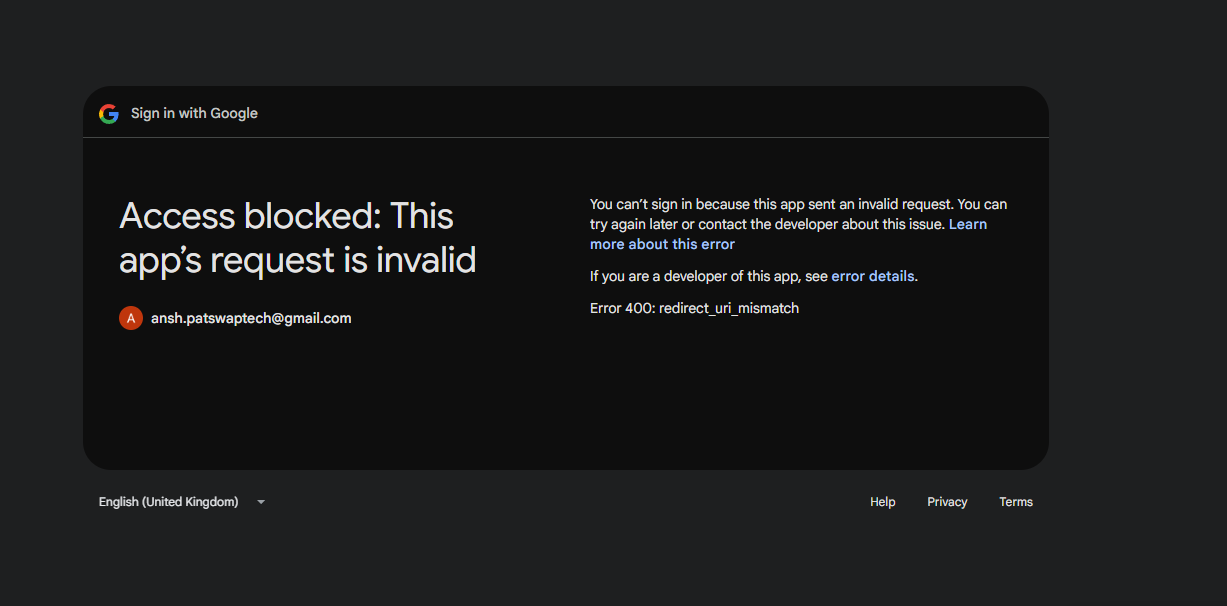 Sign in with Google
Access blocked: This
app’s request is invalid
A ansh.patswaptech@gmail.com
You can’t sign in because this app sent an invalid request. You can
try again later or contact the developer about this issue. Learn
more about this error
If you are a developer of this app, see error details.
Error 400: redirect_uri_mismatch
English (United Kingdom)
Help Privacy Terms